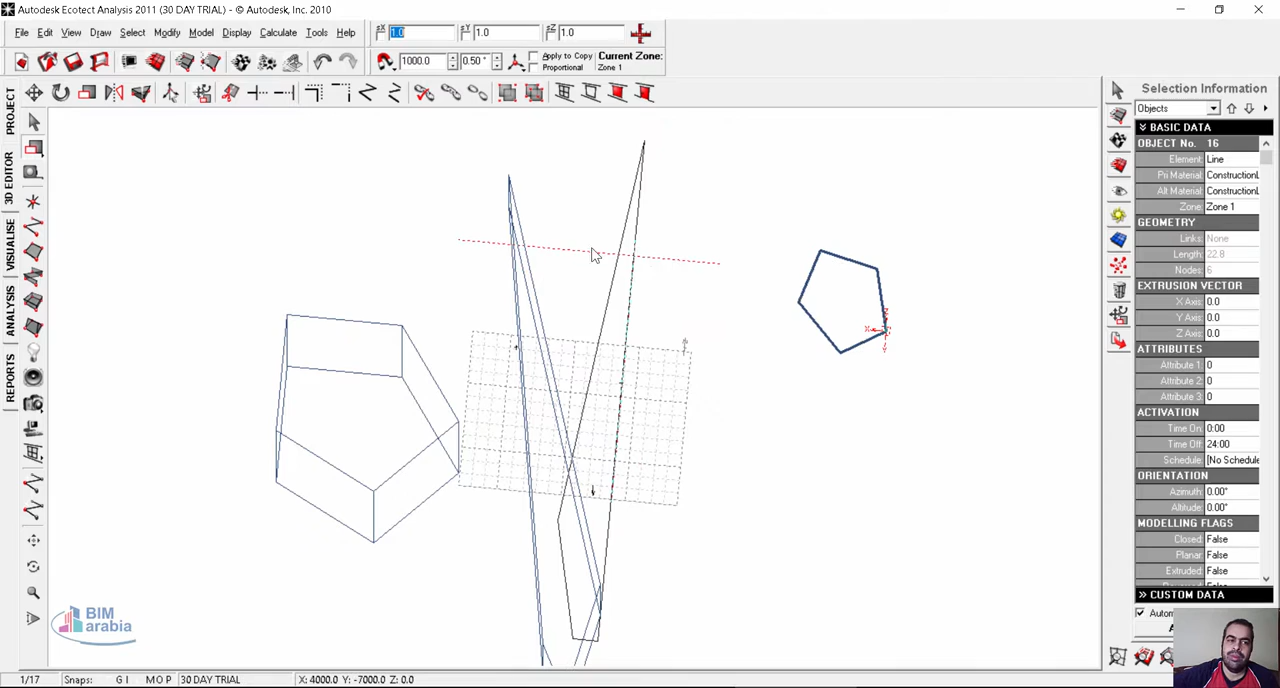 Autodesk Ecotect Analysis 2011 (30 DAY TRIAL) - © Autodesk, Inc. 2010
File Edit View Draw Select Modify Model Display Calculate Tools Help
sX 1.0 sY 1.0 sZ 1.0
1000.0 0.50 ° Apply to Copy Proportional Current Zone: Zone 1
PROJECT
3D EDITOR
VISUALISE
ANALYSIS
REPORTS
Selection Information
Objects
BASIC DATA
OBJECT No. 16
Element: Line
Pri Material: ConstructionL
Alt Material: ConstructionL
Zone: Zone 1
GEOMETRY
Links: None
Length: 22.8
Nodes: 6
EXTRUSION VECTOR
X Axis: 0.0
Y Axis: 0.0
Z Axis: 0.0
ATTRIBUTES
Attribute 1: 0
Attribute 2: 0
Attribute 3: 0
ACTIVATION
Time On: 0:00
Time Off: 24:00
Schedule: [No Schedule
ORIENTATION
Azimuth: 0.00°
Altitude: 0.00°
MODELLING FLAGS
Closed: False
Planar: False
Extruded: False
False
CUSTOM DATA
Autom
X
BIM
arabia
1/17 Snaps: G I M O P 30 DAY TRIAL X: 4000.0 Y: -7000.0 Z: 0.0